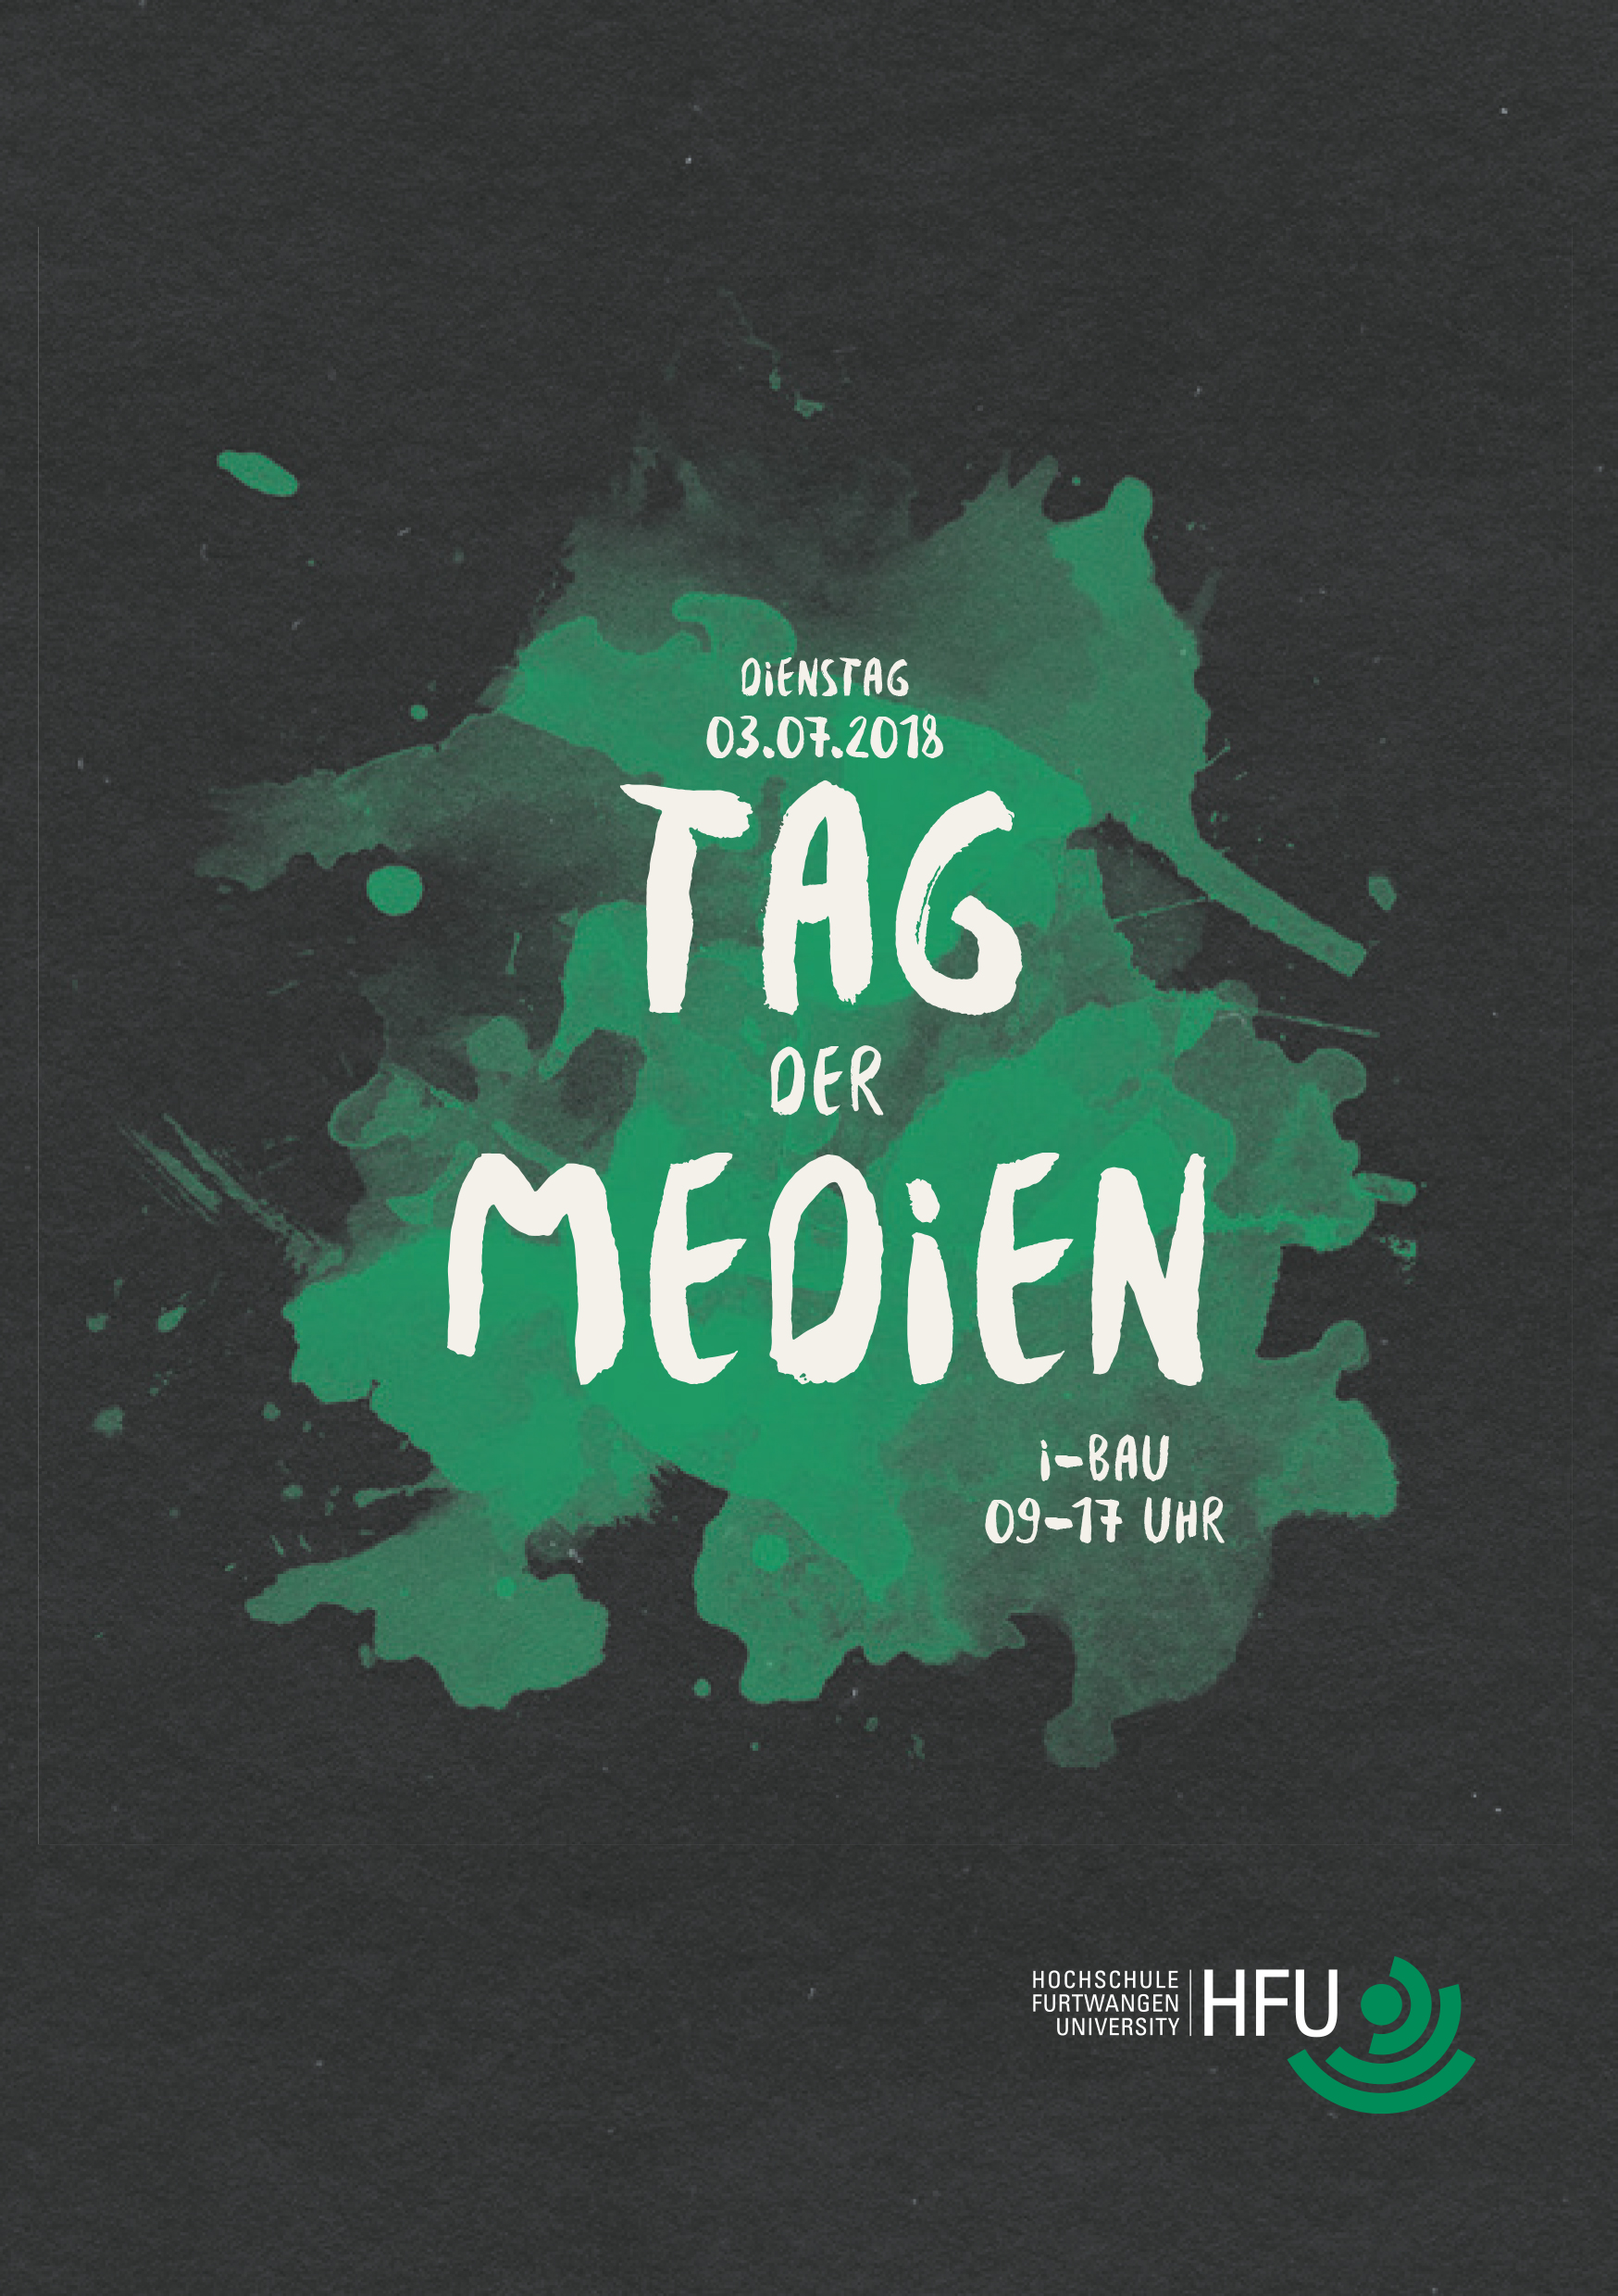 DiENSTAG
03.07.2018
TAG
DER
MEDiEN
i-BAU
09-17 UHR
HOCHSCHULE
FURTWANGEN
UNIVERSITY
HFU